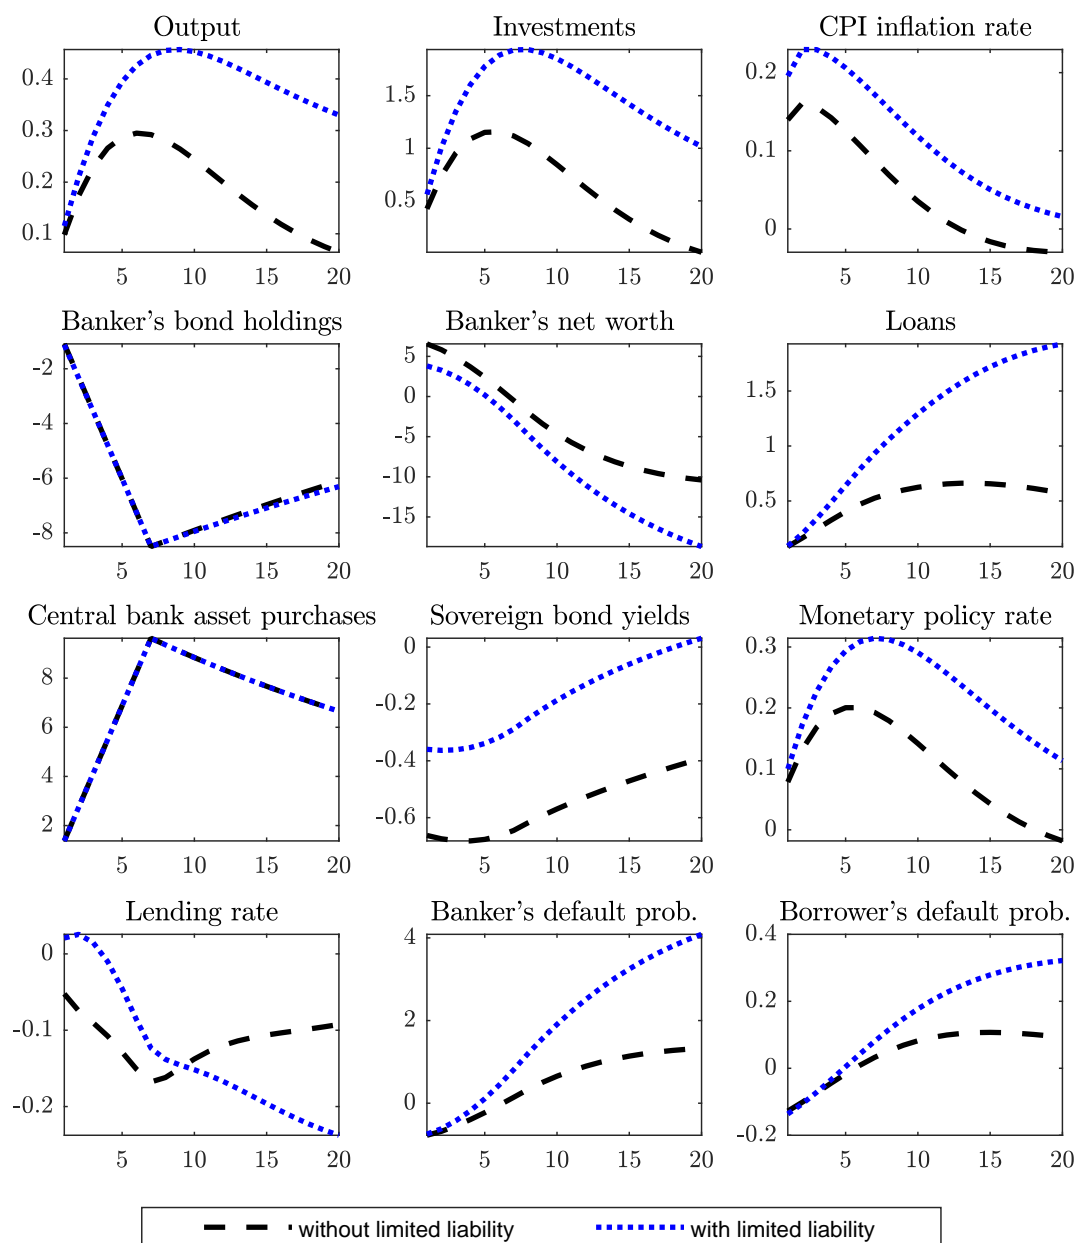 Output Investments CPI inflation rate
0.4
0.3
0.2
0.1
5 10 15 20
1.5
1
0.5
5 10 15 20
0.2
0.1
0
5 10 15 20
Banker's bond holdings Banker's net worth Loans
-2
-4
-6
-8
5 10 15 20
5
0
-5
-10
-15
5 10 15 20
1.5
1
0.5
5 10 15 20
Central bank asset purchases Sovereign bond yields Monetary policy rate
8
6
4
2
5 10 15 20
0
-0.2
-0.4
-0.6
5 10 15 20
0.3
0.2
0.1
0
5 10 15 20
Lending rate Banker's default prob. Borrower's default prob.
0
-0.1
-0.2
5 10 15 20
4
2
0
5 10 15 20
0.4
0.2
0
-0.2
5 10 15 20
without limited liability with limited liability